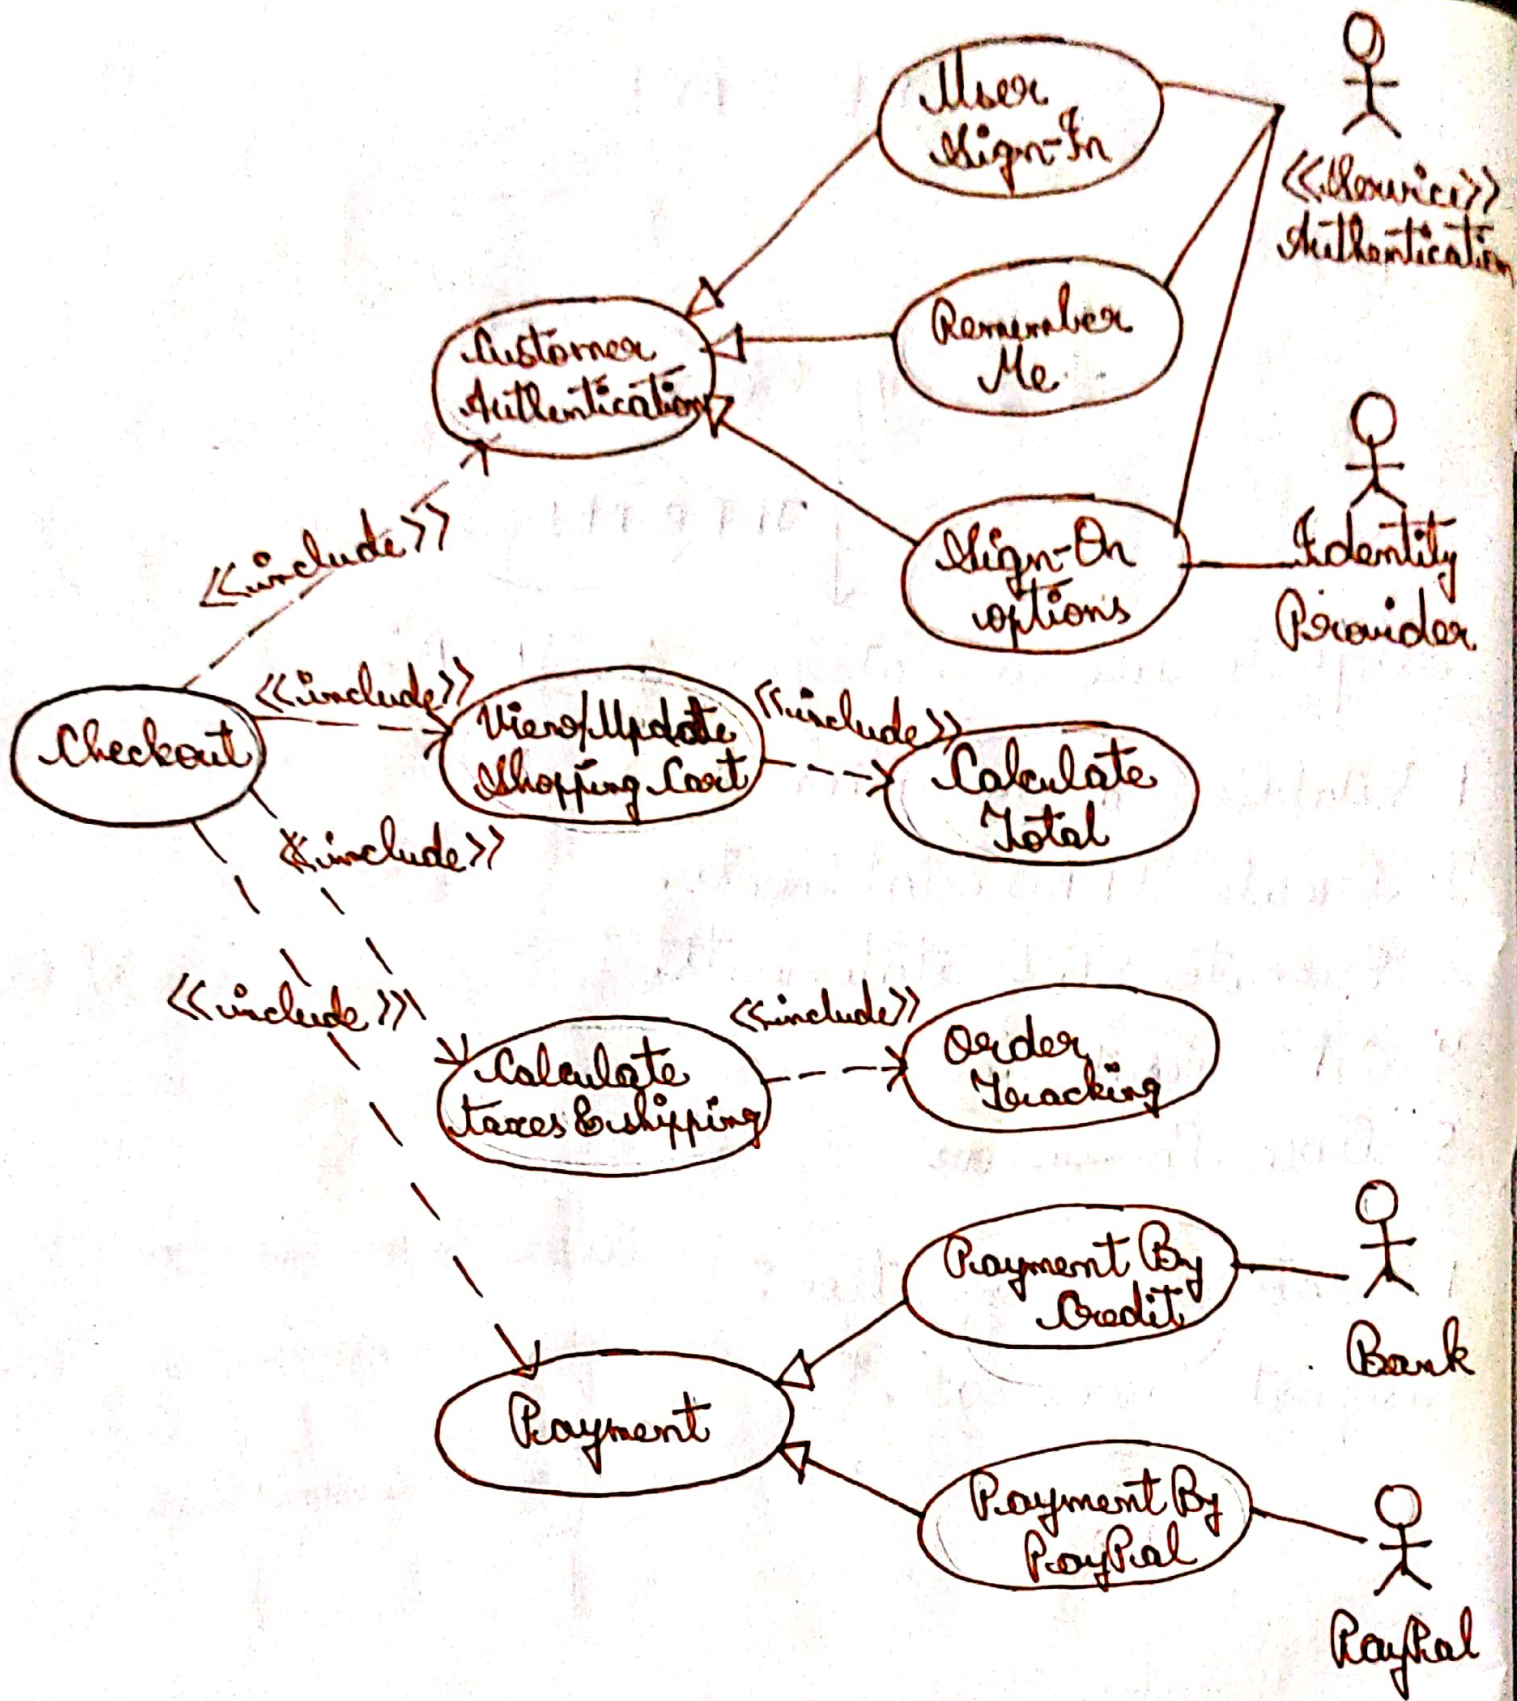 User
Sign-In
<<Service>>
Authentication
Customer
Authentication
Remember
Me
<<include>>
Sign-On
options
Identity
Provider
Checkout
<<include>>
View/Update
Shopping Cart
<<include>>
Calculate
Total
<<include>>
<<include>>
Calculate
taxes & shipping
<<include>>
Order
Tracking
Payment By
Credit
Bank
Payment
Payment By
PayPal
PayPal